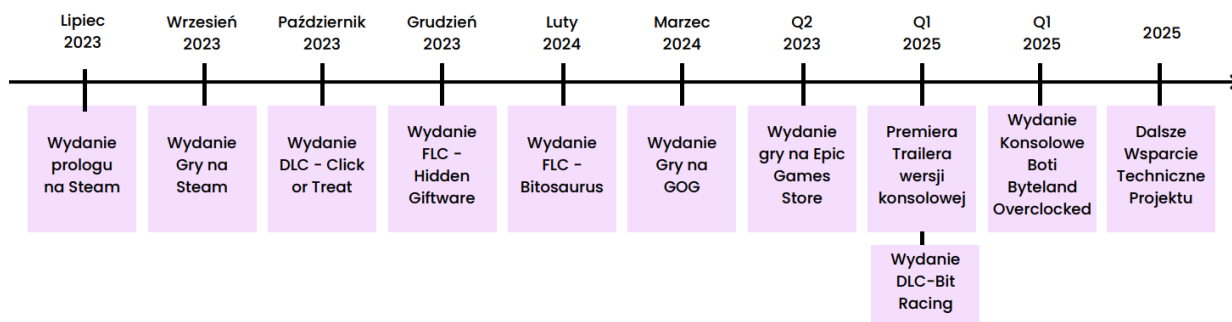 Lipiec
2023
Wrzesień
2023
Październik
2023
Grudzień
2023
Luty
2024
Marzec
2024
Q2
2023
Q1
2025
Q1
2025
2025
Wydanie
prologu
na Steam
Wydanie
Gry na
Steam
Wydanie
DLC - Click
or Treat
Wydanie
FLC -
Hidden
Giftware
Wydanie
FLC -
Bitosaurus
Wydanie
Gry na
GOG
Wydanie
gry na Epic
Games
Store
Premiera
Trailera
wersji
konsolowej
Wydanie
Konsolowe
Boti
Byteland
Overclocked
Dalsze
Wsparcie
Techniczne
Projektu
Wydanie
DLC-Bit
Racing